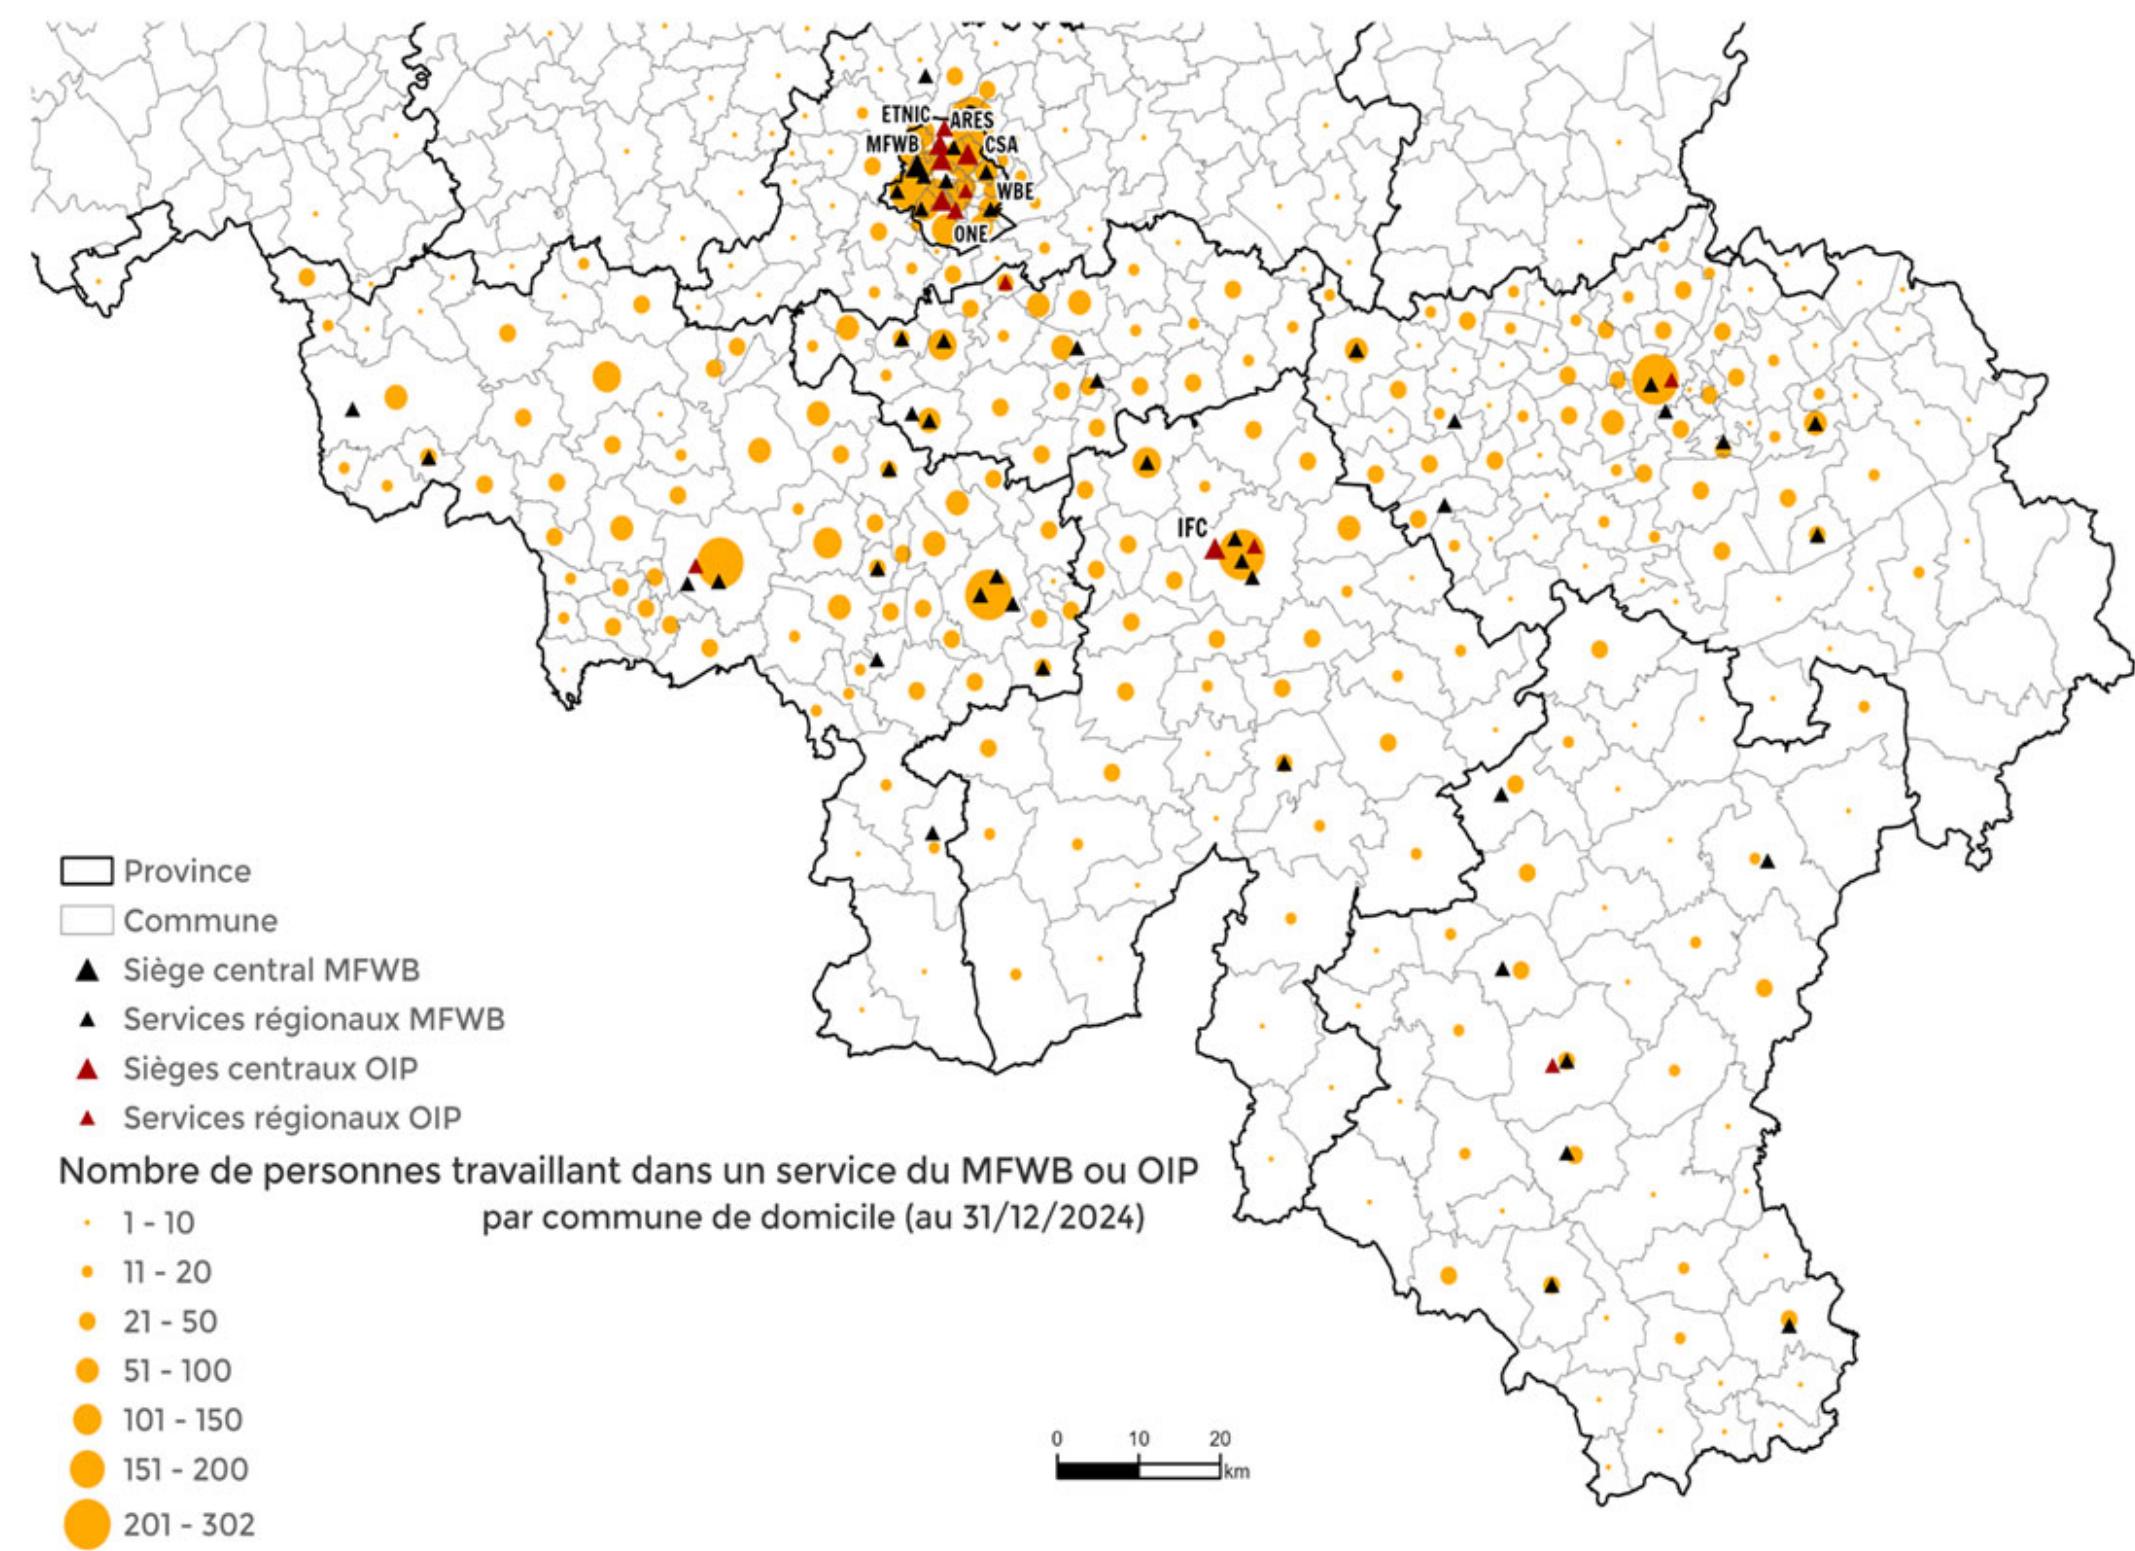 ETNIC
ARES
MFWB
CSA
WBE
ONE
IFC
Province
Commune
Siège central MFWB
Services régionaux MFWB
Sièges centraux OIP
Services régionaux OIP
Nombre de personnes travaillant dans un service du MFWB ou OIP
par commune de domicile (au 31/12/2024)
1 - 10
11 - 20
21 - 50
51 - 100
101 - 150
151 - 200
201 - 302
0 10 20
km